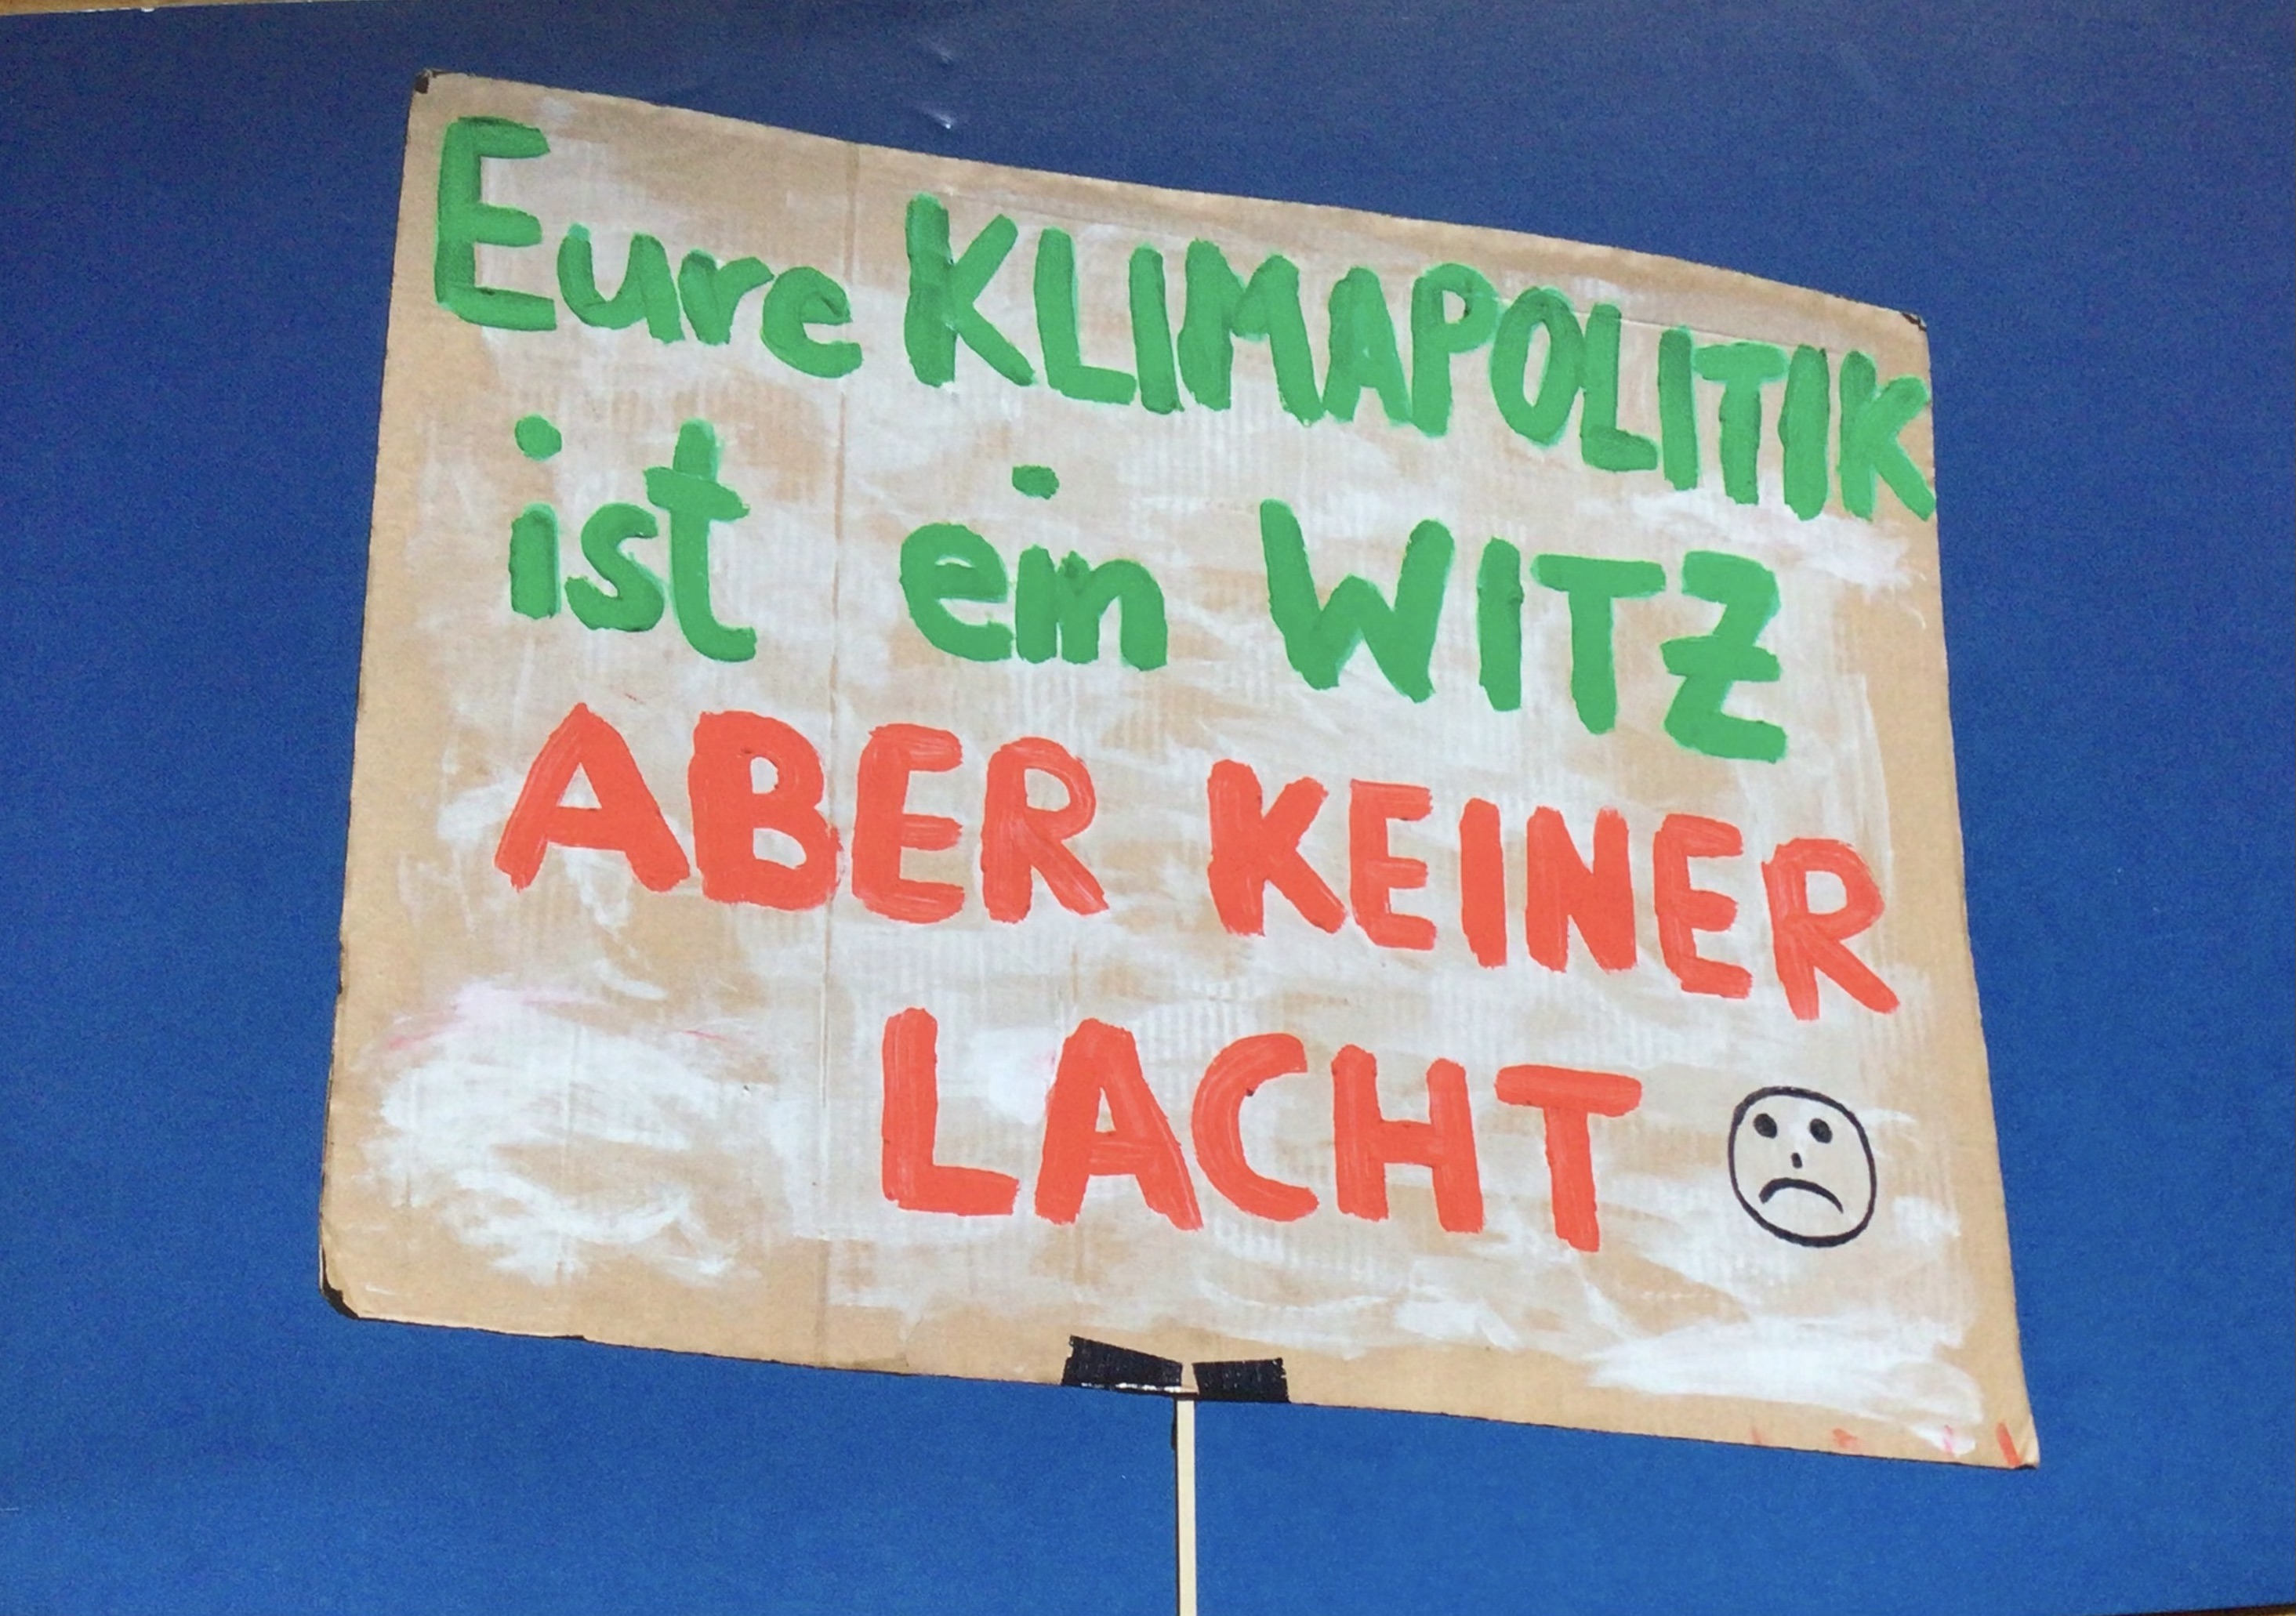 Eure KLIMAPOLITIK
ist ein WITZ
ABER KEINER
LACHT